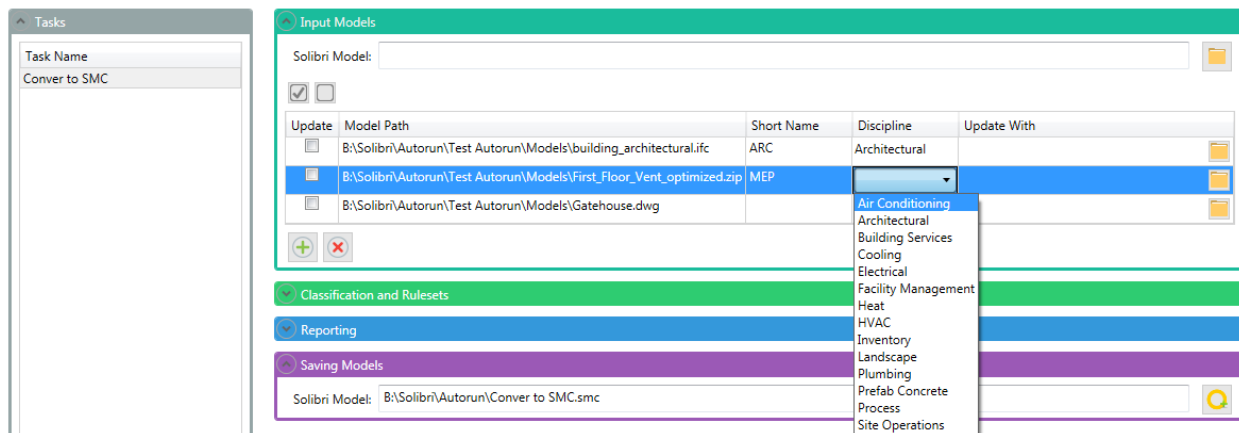 Tasks
Task Name
Conver to SMC
Input Models
Solibri Model:
Update Model Path Short Name Discipline Update With
B:\Solibri\Autorun\Test Autorun\Models\building_architectural.ifc ARC Architectural
B:\Solibri\Autorun\Test Autorun\Models\First_Floor_Vent_optimized.zip MEP
B:\Solibri\Autorun\Test Autorun\Models\Gatehouse.dwg
Air Conditioning
Architectural
Building Services
Cooling
Electrical
Facility Management
Heat
HVAC
Inventory
Landscape
Plumbing
Prefab Concrete
Process
Site Operations
Classification and Rulesets
Reporting
Saving Models
Solibri Model: B:\Solibri\Autorun\Conver to SMC.smc